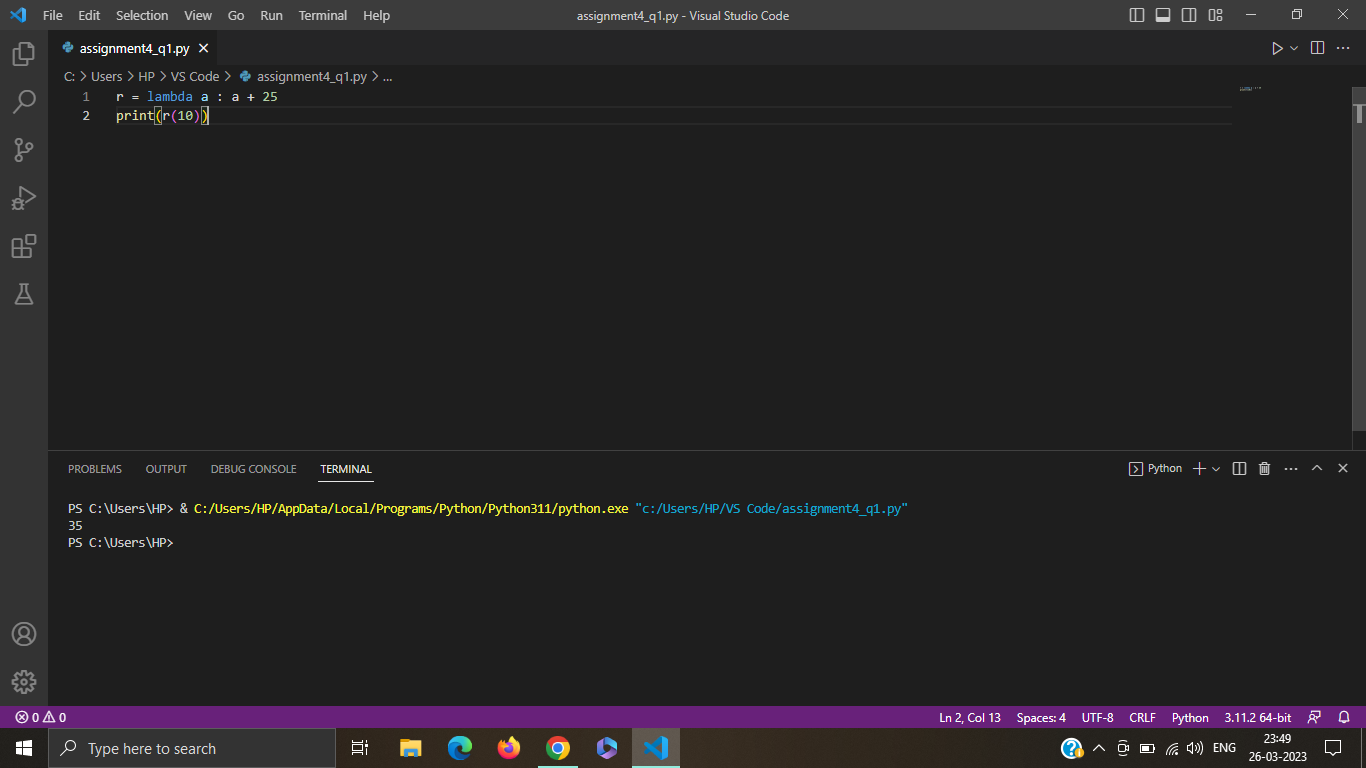 File Edit Selection View Go Run Terminal Help assignment4_q1.py - Visual Studio Code
assignment4_q1.py
C: > Users > HP > VS Code > assignment4_q1.py > ...
1 r = lambda a : a + 25
2 print(r(10))
PROBLEMS OUTPUT DEBUG CONSOLE TERMINAL Python
PS C:\Users\HP> & C:/Users/HP/AppData/Local/Programs/Python/Python311/python.exe "c:/Users/HP/VS Code/assignment4_q1.py"
35
PS C:\Users\HP>
0 0 Ln 2, Col 13 Spaces: 4 UTF-8 CRLF Python 3.11.2 64-bit
Type here to search ENG 23:49
26-03-2023